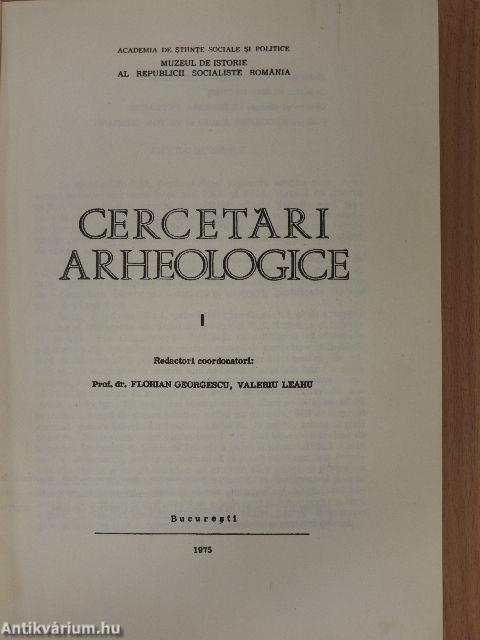 ACADEMIA DE ŞTIINŢE SOCIALE ŞI POLITICE
MUZEUL DE ISTORIE
AL REPUBLICII SOCIALISTE ROMÂNIA
CERCETĂRI
ARHEOLOGICE
I
Redactori coordonatori:
Prof. dr. FLORIAN GEORGESCU, VALERIU LEAHU
Bucureşti
1975
Antikvárium.hu